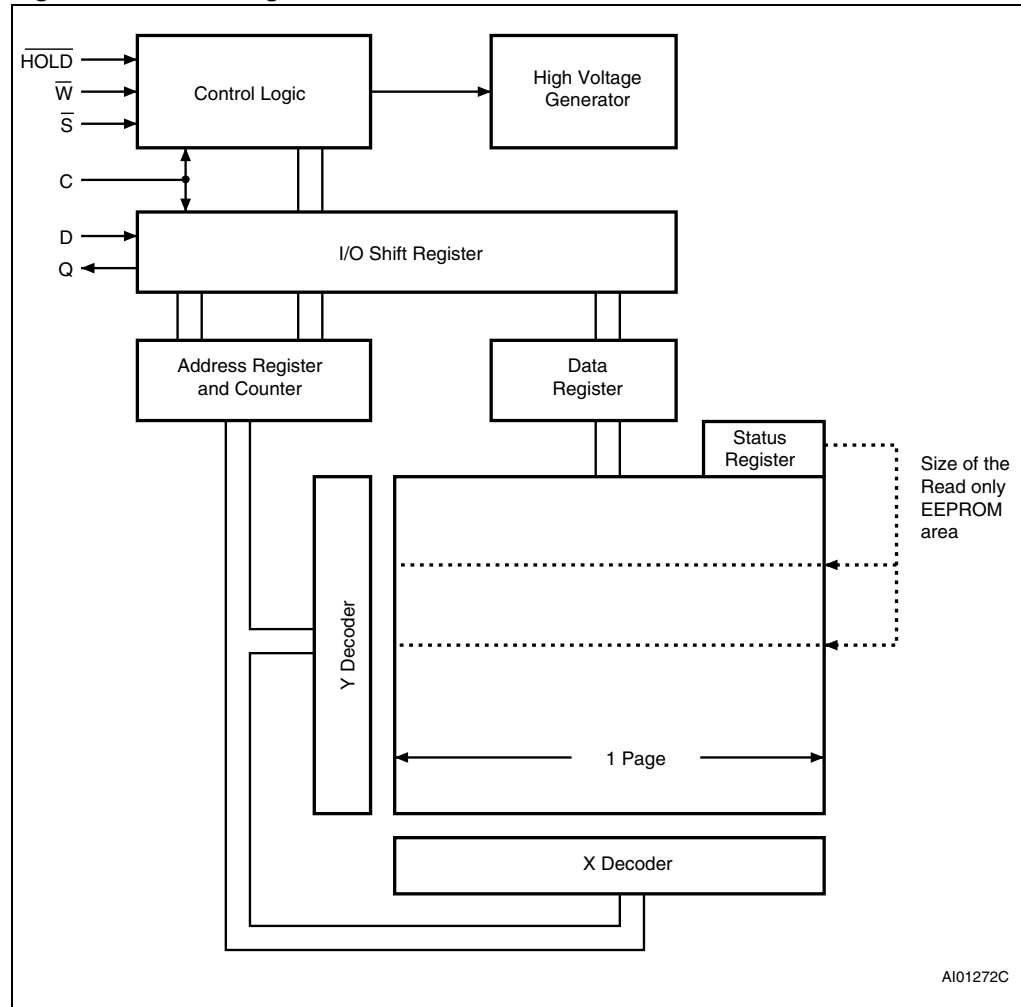 HOLD
W
S
C
D
Q
Control Logic
High Voltage
Generator
I/O Shift Register
Address Register
and Counter
Data
Register
Status
Register
Size of the
Read only
EEPROM
area
Y Decoder
1 Page
X Decoder
AI01272C